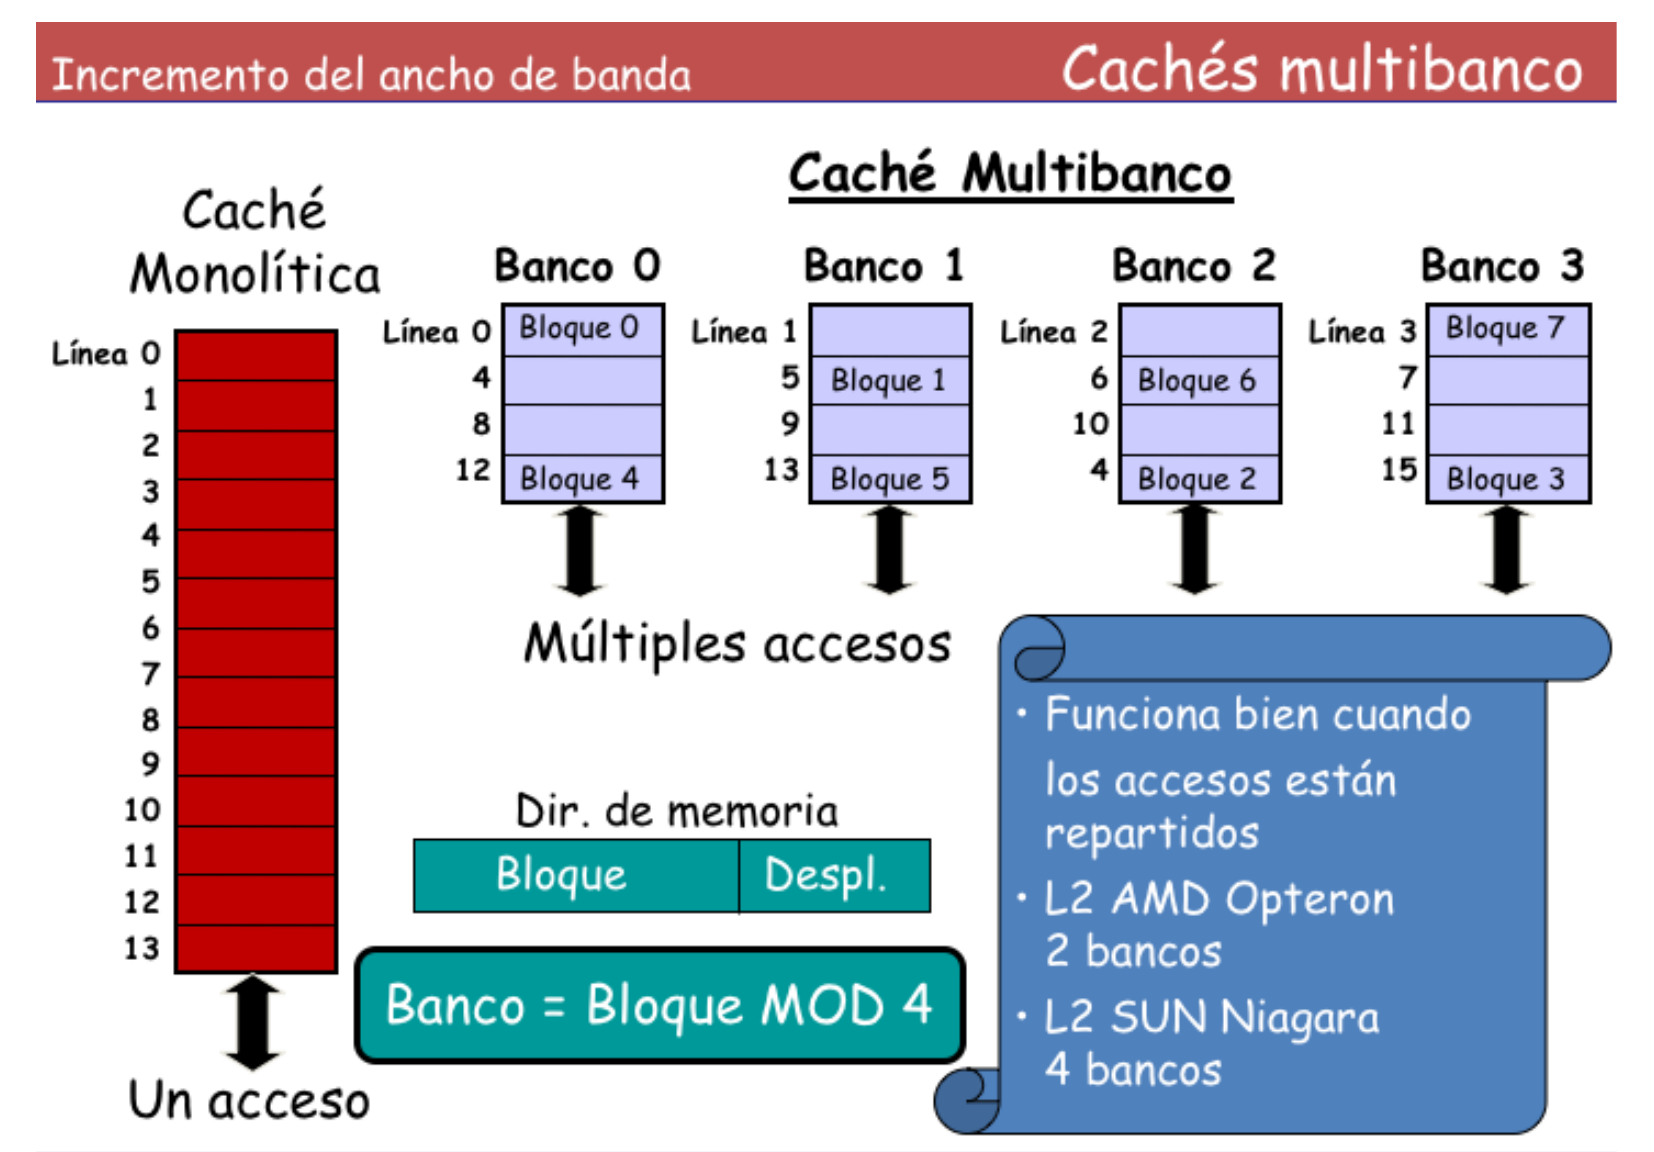 Incremento del ancho de banda
Cachés multibanco
Caché Multibanco
Caché
Monolítica
Línea 0
1
2
3
4
5
6
7
8
9
10
11
12
13
Un acceso
Banco 0
Línea 0 Bloque 0
4
8
12 Bloque 4
Banco 1
Línea 1
5 Bloque 1
9
13 Bloque 5
Banco 2
Línea 2
6 Bloque 6
10
4 Bloque 2
Banco 3
Línea 3 Bloque 7
7
11
15 Bloque 3
Múltiples accesos
Dir. de memoria
Bloque Despl.
Banco = Bloque MOD 4
• Funciona bien cuando
los accesos están
repartidos
• L2 AMD Opteron
2 bancos
• L2 SUN Niagara
4 bancos